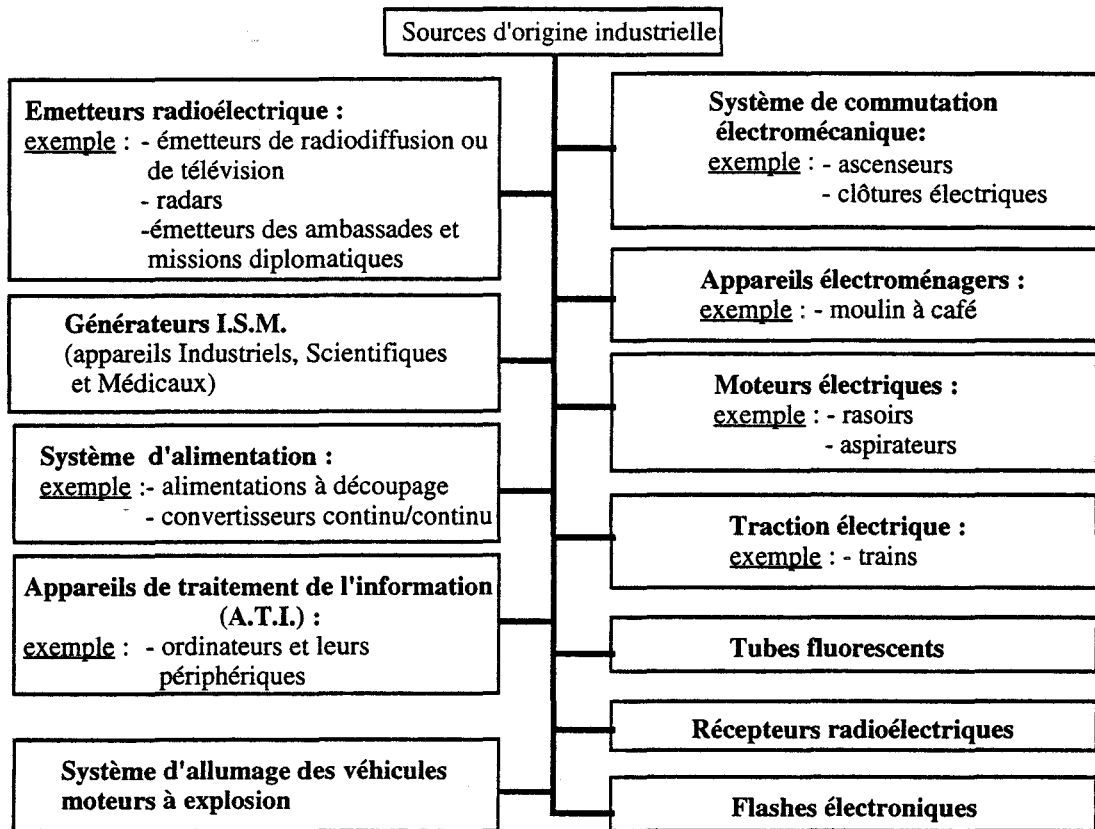 Sources d'origine industrielle
Emetteurs radioélectrique :
exemple : - émetteurs de radiodiffusion ou
de télévision
- radars
-émetteurs des ambassades et
missions diplomatiques
Générateurs I.S.M.
(appareils Industriels, Scientifiques
et Médicaux)
Système d'alimentation :
exemple :- alimentations à découpage
- convertisseurs continu/continu
Appareils de traitement de l'information
(A.T.I.) :
exemple : - ordinateurs et leurs
périphériques
Système d'allumage des véhicules
moteurs à explosion
Système de commutation
électromécanique:
exemple : - ascenseurs
- clôtures électriques
Appareils électroménagers :
exemple : - moulin à café
Moteurs électriques :
exemple : - rasoirs
- aspirateurs
Traction électrique :
exemple : - trains
Tubes fluorescents
Récepteurs radioélectriques
Flashes électroniques